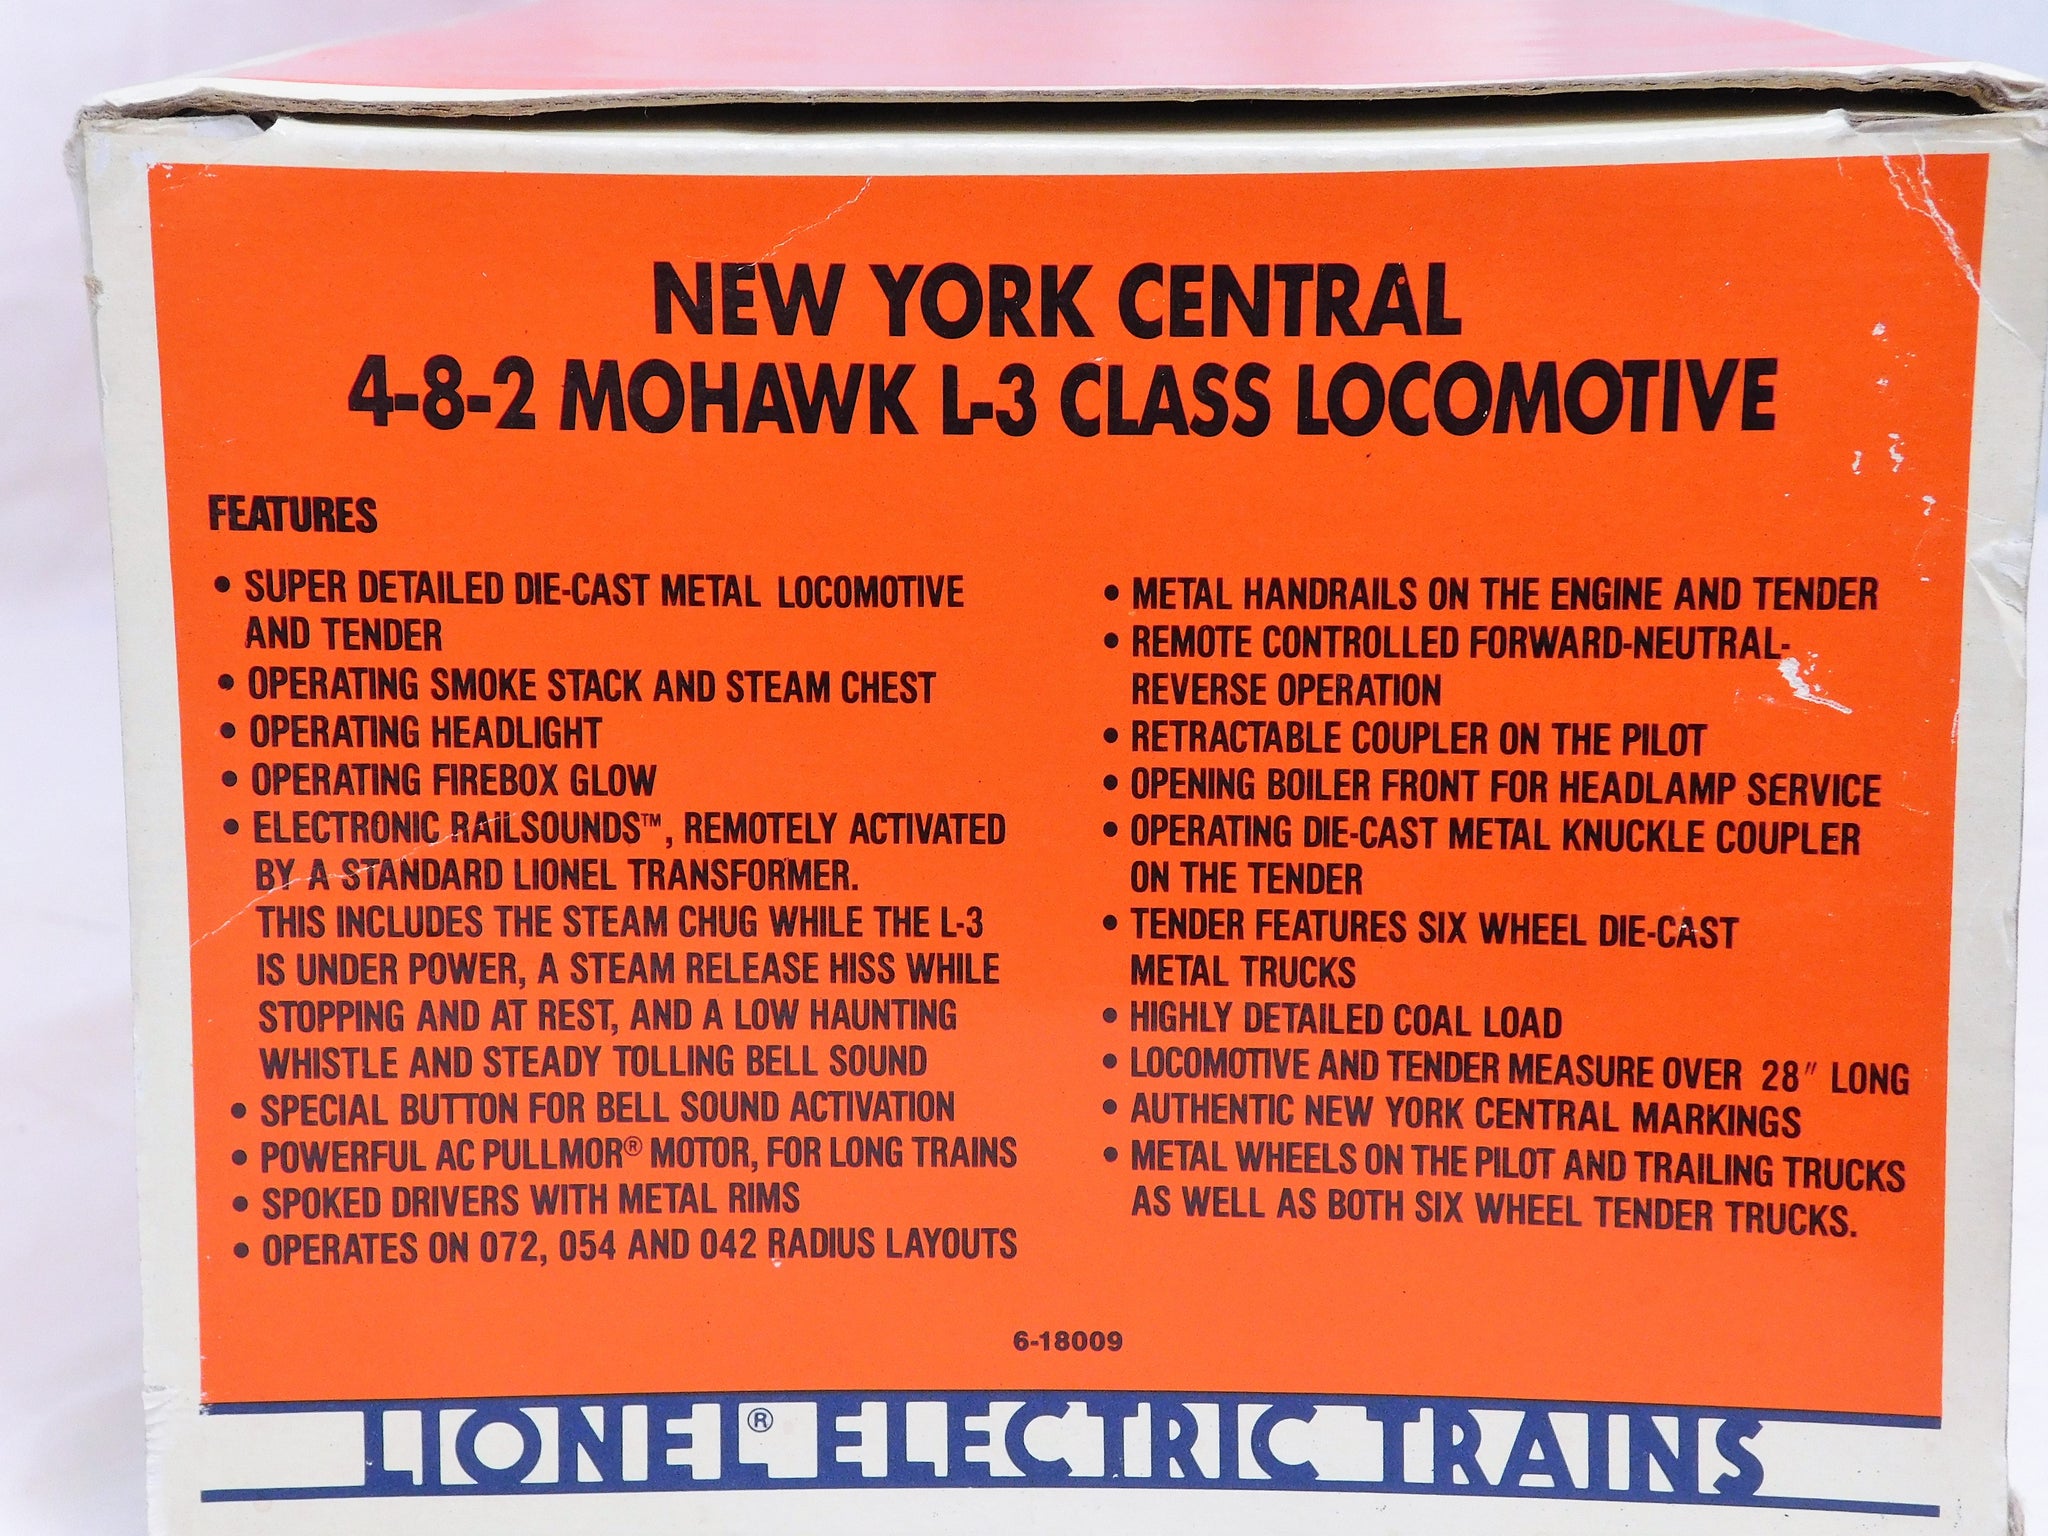 NEW YORK CENTRAL
4-8-2 MOHAWK L-3 CLASS LOCOMOTIVE
FEATURES
• SUPER DETAILED DIE-CAST METAL LOCOMOTIVE
AND TENDER
• OPERATING SMOKE STACK AND STEAM CHEST
• OPERATING HEADLIGHT
• OPERATING FIREBOX GLOW
• ELECTRONIC RAILSOUNDS™, REMOTELY ACTIVATED
BY A STANDARD LIONEL TRANSFORMER.
THIS INCLUDES THE STEAM CHUG WHILE THE L-3
IS UNDER POWER, A STEAM RELEASE HISS WHILE
STOPPING AND AT REST, AND A LOW HAUNTING
WHISTLE AND STEADY TOLLING BELL SOUND
• SPECIAL BUTTON FOR BELL SOUND ACTIVATION
• POWERFUL AC PULLMOR® MOTOR, FOR LONG TRAINS
• SPOKED DRIVERS WITH METAL RIMS
• OPERATES ON 072, 054 AND 042 RADIUS LAYOUTS
• METAL HANDRAILS ON THE ENGINE AND TENDER
• REMOTE CONTROLLED FORWARD-NEUTRAL-
REVERSE OPERATION
• RETRACTABLE COUPLER ON THE PILOT
• OPENING BOILER FRONT FOR HEADLAMP SERVICE
• OPERATING DIE-CAST METAL KNUCKLE COUPLER
ON THE TENDER
• TENDER FEATURES SIX WHEEL DIE-CAST
METAL TRUCKS
• HIGHLY DETAILED COAL LOAD
• LOCOMOTIVE AND TENDER MEASURE OVER 28″ LONG
• AUTHENTIC NEW YORK CENTRAL MARKINGS
• METAL WHEELS ON THE PILOT AND TRAILING TRUCKS
AS WELL AS BOTH SIX WHEEL TENDER TRUCKS.
6-18009
LIONEL® ELECTRIC TRAINS